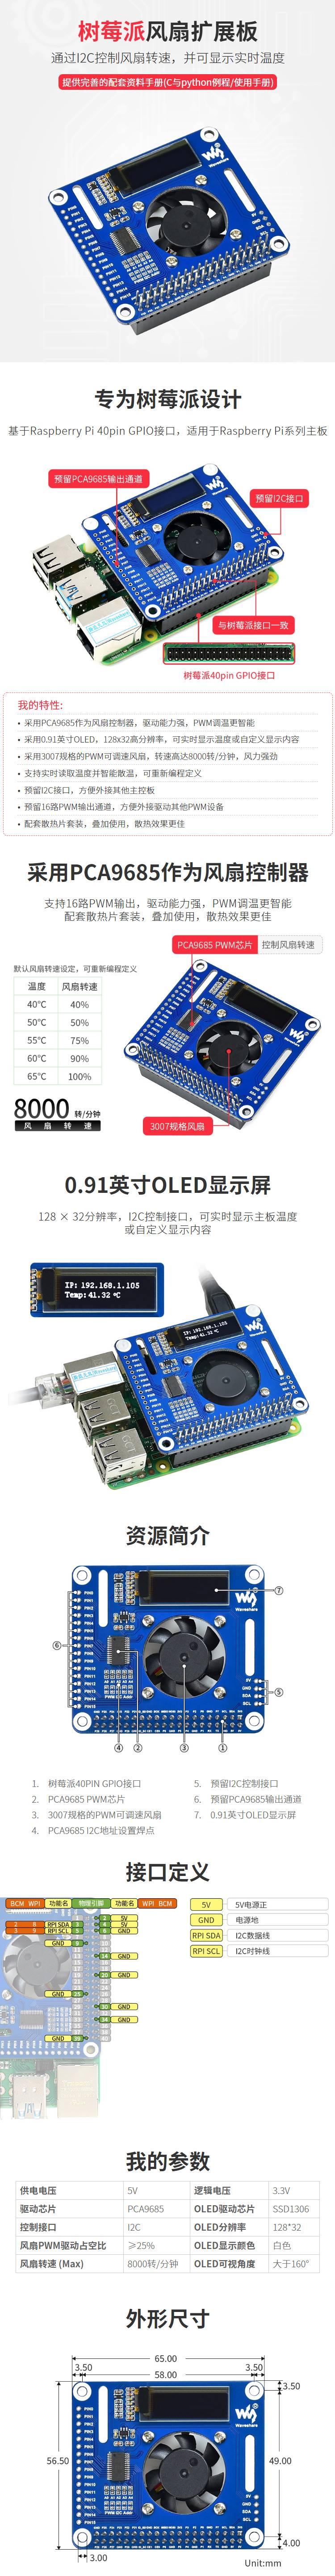 树莓派风扇扩展板
通过I2C控制风扇转速，并可显示实时温度
提供完善的配套资料手册(C与python例程/使用手册)
Waveshare
专为树莓派设计
基于Raspberry Pi 40pin GPIO接口，适用于Raspberry Pi系列主板
预留PCA9685输出通道
预留I2C接口
与树莓派接口一致
树莓派40pin GPIO接口
我的特性:
• 采用PCA9685作为风扇控制器，驱动能力强，PWM调温更智能
• 采用0.91英寸OLED，128x32高分辨率，可实时显示温度或自定义显示内容
• 采用3007规格的PWM可调速风扇，转速高达8000转/分钟，风力强劲
• 支持实时读取温度并智能散温，可重新编程定义
• 预留I2C接口，方便外接其他主控板
• 预留16路PWM输出通道，方便外接驱动其他PWM设备
• 配套散热片套装，叠加使用，散热效果更佳
采用PCA9685作为风扇控制器
支持16路PWM输出，驱动能力强，PWM调温更智能
配套散热片套装，叠加使用，散热效果更佳
PCA9685 PWM芯片 控制风扇转速
默认风扇转速设定，可重新编程定义
温度 风扇转速
40℃ 40%
50℃ 50%
55℃ 75%
60℃ 90%
65℃ 100%
8000 转/分钟
风扇转速
3007规格风扇
0.91英寸OLED显示屏
128 × 32分辨率，I2C控制接口，可实时显示主板温度
或自定义显示内容
IP: 192.168.1.105
Temp:41.32 ℃
IP: 192.168.1.105
Temp:41.32 ℃
资源简介
⑦
⑥
⑤
④ ② ③ ①
Waveshare
1. 树莓派40PIN GPIO接口
2. PCA9685 PWM芯片
3. 3007规格的PWM可调速风扇
4. PCA9685 I2C地址设置焊点
5. 预留I2C控制接口
6. 预留PCA9685输出通道
7. 0.91英寸OLED显示屏
接口定义
BCM WPI 功能名 物理引脚 功能名 WPI BCM
5V
2 8 RPI SDA 3 4 5V
3 9 RPI SCL 5 6 GND
GND 9
14 GND
20 GND
GND 25
30 GND
34 GND
GND 39
5V 5V电源正
GND 电源地
RPI SDA I2C数据线
RPI SCL I2C时钟线
我的参数
供电电压 5V 逻辑电压 3.3V
驱动芯片 PCA9685 OLED驱动芯片 SSD1306
控制接口 I2C OLED分辨率 128*32
风扇PWM驱动占空比 ≥25% OLED显示颜色 白色
风扇转速 (Max) 8000转/分钟 OLED可视角度 大于160°
外形尺寸
65.00
3.50 58.00 3.50
3.50
56.50
49.00
4.00
3.00
Waveshare
Unit:mm